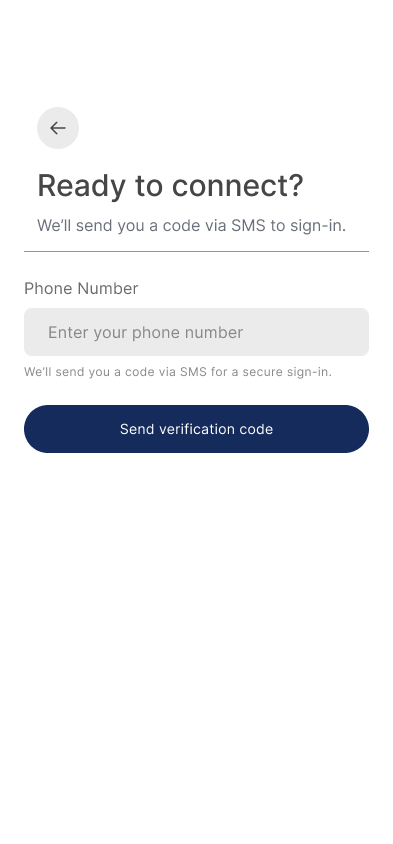 Ready to connect?
We’ll send you a code via SMS to sign-in.
Phone Number
Enter your phone number
We’ll send you a code via SMS for a secure sign-in.
Send verification code